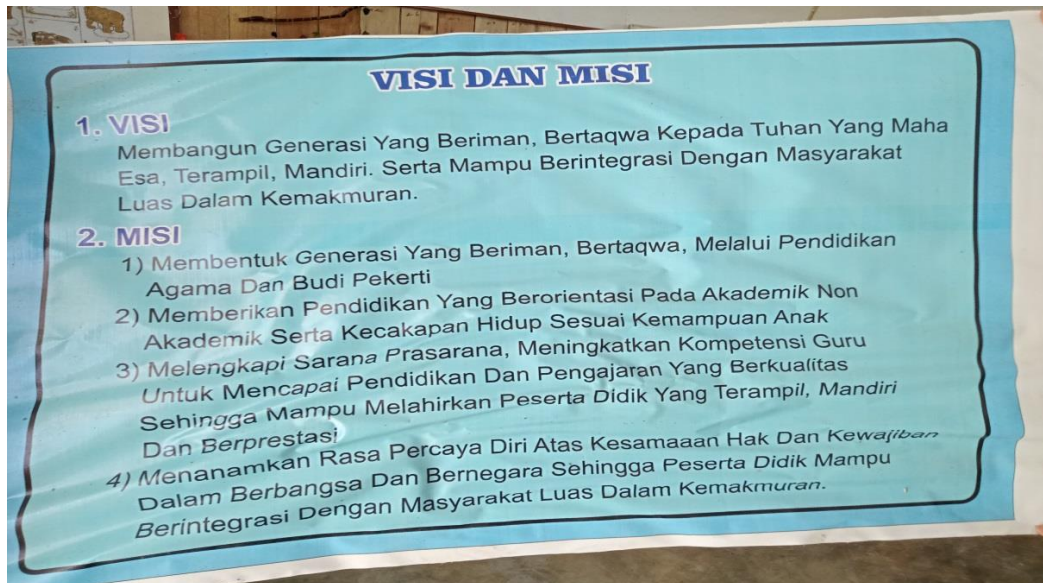 VISI DAN MISI
1. VISI
Membangun Generasi Yang Beriman, Bertaqwa Kepada Tuhan Yang Maha
Esa, Terampil, Mandiri. Serta Mampu Berintegrasi Dengan Masyarakat
Luas Dalam Kemakmuran.
2. MISI
1) Membentuk Generasi Yang Beriman, Bertaqwa, Melalui Pendidikan
Agama Dan Budi Pekerti
2) Memberikan Pendidikan Yang Berorientasi Pada Akademik Non
Akademik Serta Kecakapan Hidup Sesuai Kemampuan Anak
3) Melengkapi Sarana Prasarana, Meningkatkan Kompetensi Guru
Untuk Mencapai Pendidikan Dan Pengajaran Yang Berkualitas
Sehingga Mampu Melahirkan Peserta Didik Yang Terampil, Mandiri
Dan Berprestasi
4) Menanamkan Rasa Percaya Diri Atas Kesamaaan Hak Dan Kewajiban
Dalam Berbangsa Dan Bernegara Sehingga Peserta Didik Mampu
Berintegrasi Dengan Masyarakat Luas Dalam Kemakmuran.